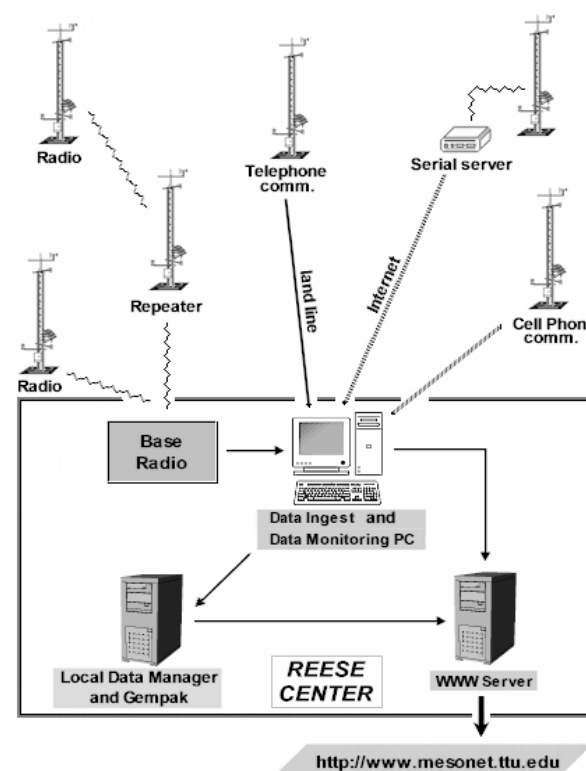 Radio
Telephone
comm.
Serial server
Repeater
land line
Internet
Cell Phon
comm.
Radio
Base
Radio
Data Ingest and
Data Monitoring PC
Local Data Manager
and Gempak
REESE
CENTER
WWW Server
http://www.mesonet.ttu.edu